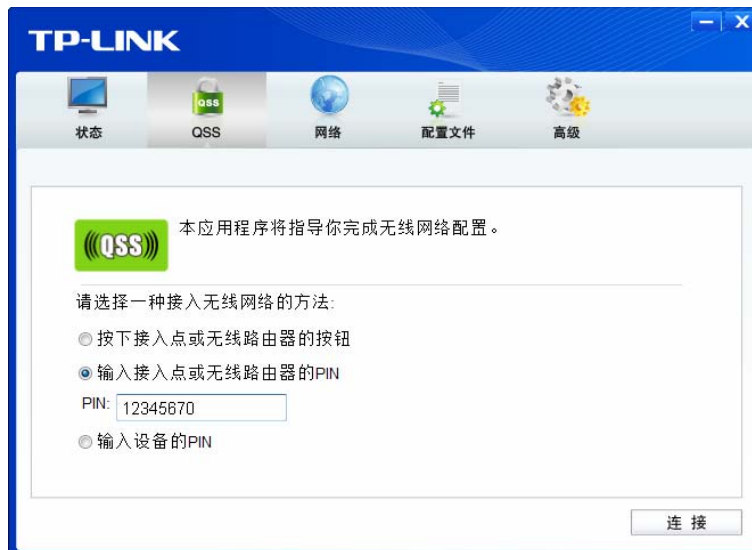 TP-LINK
QSS
状态
QSS
网络
配置文件
高级
QSS
本应用程序将指导你完成无线网络配置。
请选择一种接入无线网络的方法:
按下接入点或无线路由器的按钮
输入接入点或无线路由器的PIN
PIN: 12345670
输入设备的PIN
连 接